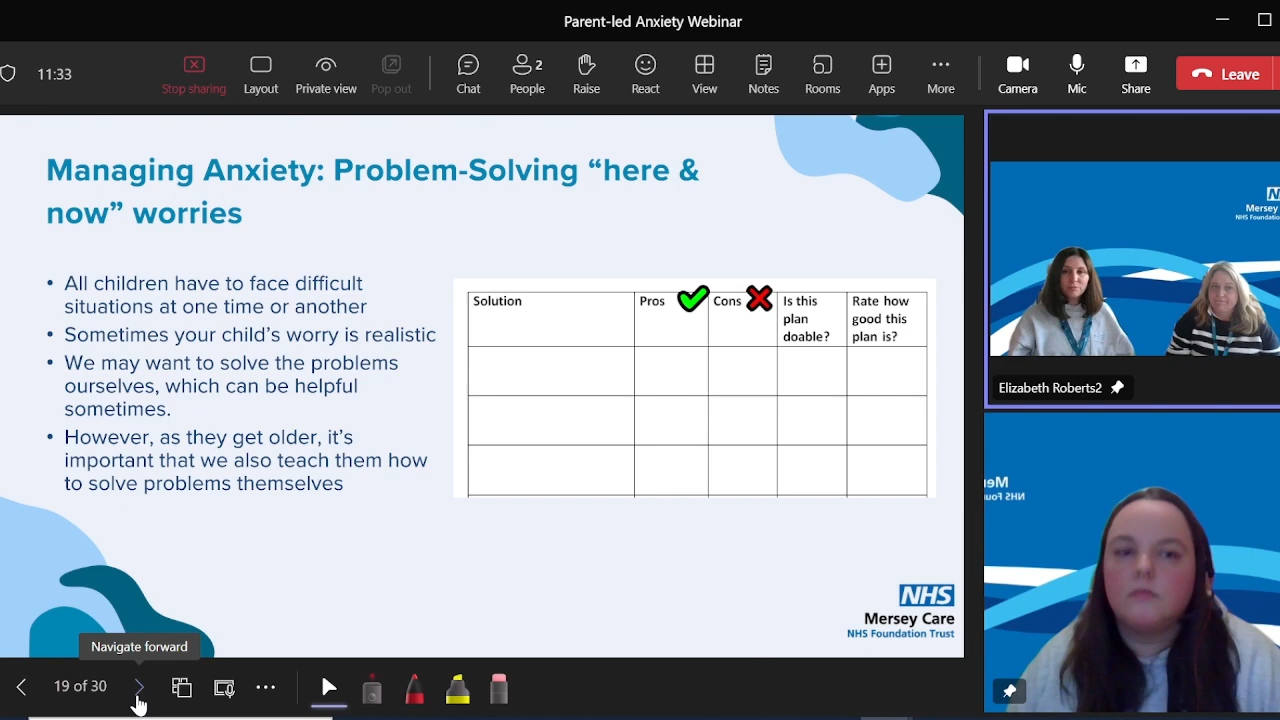 Parent-led Anxiety Webinar
11:33
Stop sharing
Layout
Private view
Pop out
Chat
2
People
Raise
React
View
Notes
Rooms
Apps
More
Camera
Mic
Share
Leave
Managing Anxiety: Problem-Solving “here &
now” worries
• All children have to face difficult
situations at one time or another
• Sometimes your child’s worry is realistic
• We may want to solve the problems
ourselves, which can be helpful
sometimes.
• However, as they get older, it’s
important that we also teach them how
to solve problems themselves
Solution
Pros
Cons
Is this
plan
doable?
Rate how
good this
plan is?
NHS
Mersey Care
NHS Foundation Trust
Mersey
Elizabeth Roberts2
Navigate forward
19 of 30